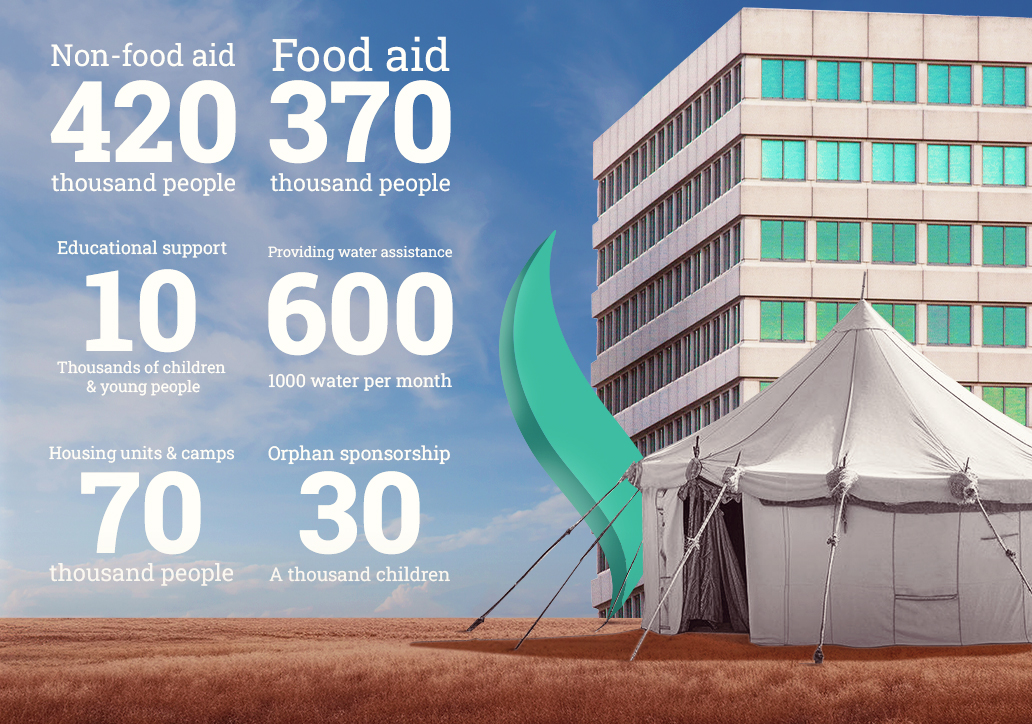 Non-food aid
420
thousand people
Food aid
370
thousand people
Educational support
10
Thousands of children
& young people
Providing water assistance
600
1000 water per month
Housing units & camps
70
thousand people
Orphan sponsorship
30
A thousand children